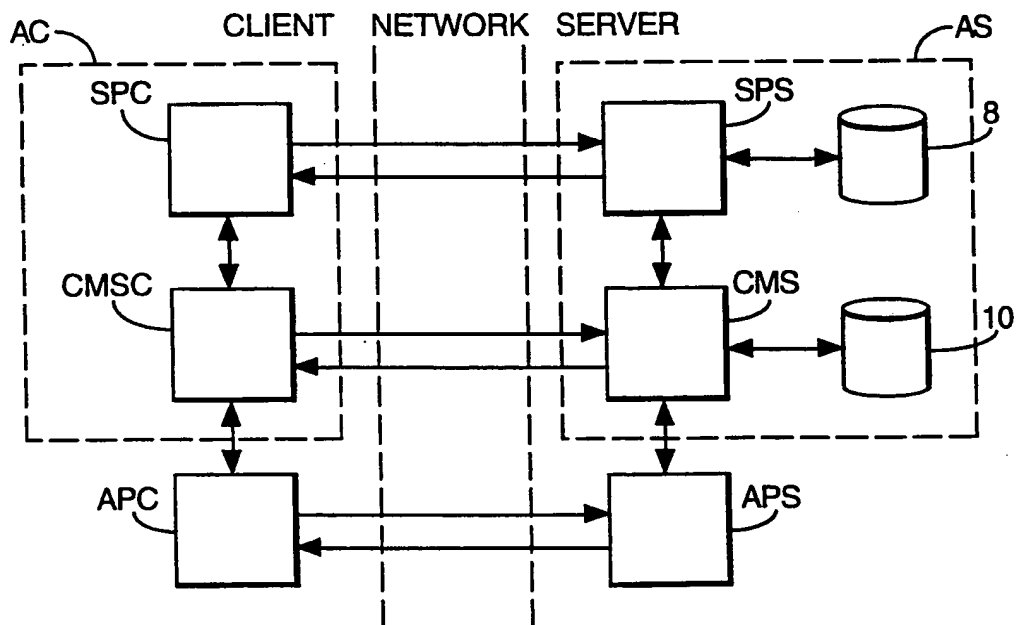 AC CLIENT NETWORK SERVER AS
SPC SPS 8
CMSC CMS 10
APC APS